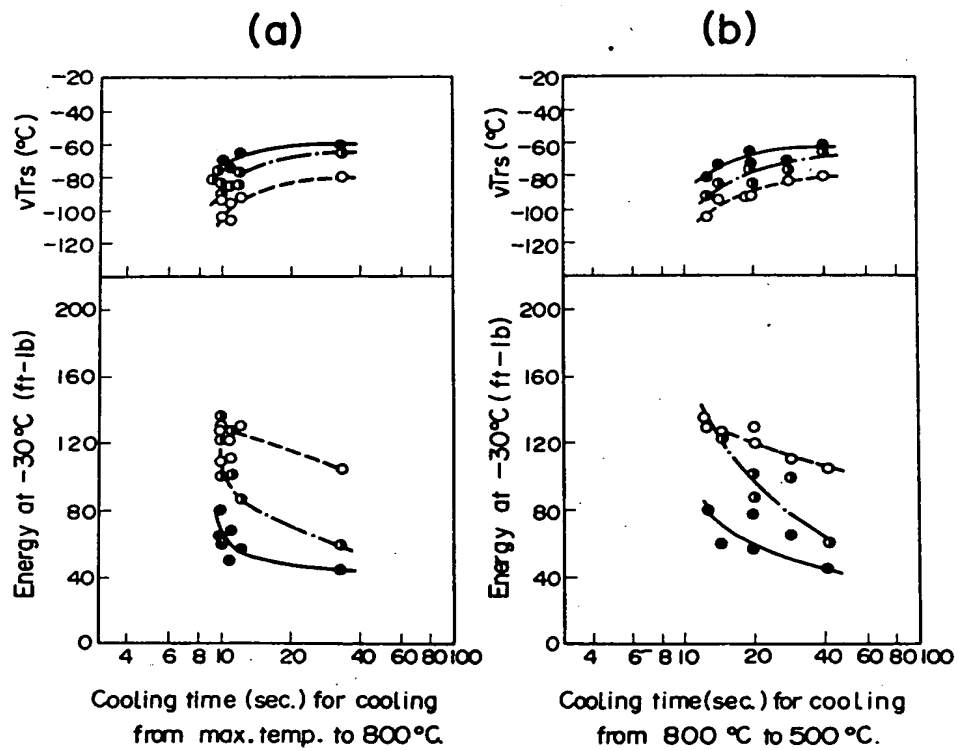 (a)
(b)
vTrs (°C)
-20
-40
-60
-80
-100
-120
vTrs (°C)
-20
-40
-60
-80
-100
-120
Energy at -30°C (ft-lb)
200
160
120
80
40
0
Energy at -30°C (ft-lb)
200
160
120
80
40
0
4 6 8 10 20 40 60 80 100
4 6 8 10 20 40 60 80 100
Cooling time (sec.) for cooling
from max. temp. to 800°C.
Cooling time(sec.) for cooling
from 800 °C to 500°C.